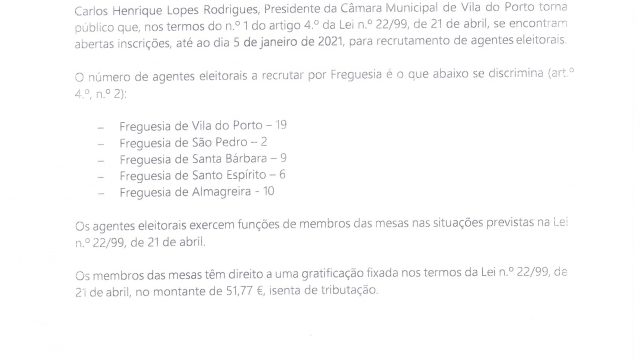 Carlos Henrique Lopes Rodrigues, Presidente da Câmara Municipal de Vila do Porto torna
público que, nos termos do n.º 1 do artigo 4.º da Lei n.º 22/99, de 21 de abril, se encontram
abertas inscrições, até ao dia 5 de janeiro de 2021, para recrutamento de agentes eleitorais.
O número de agentes eleitorais a recrutar por Freguesia é o que abaixo se discrimina (art.º
4.º, n.º 2):
– Freguesia de Vila do Porto – 19
– Freguesia de São Pedro – 2
– Freguesia de Santa Bárbara – 9
– Freguesia de Santo Espírito – 6
– Freguesia de Almagreira - 10
Os agentes eleitorais exercem funções de membros das mesas nas situações previstas na Lei
n.º 22/99, de 21 de abril.
Os membros das mesas têm direito a uma gratificação fixada nos termos da Lei n.º 22/99, de
21 de abril, no montante de 51,77 €, isenta de tributação.